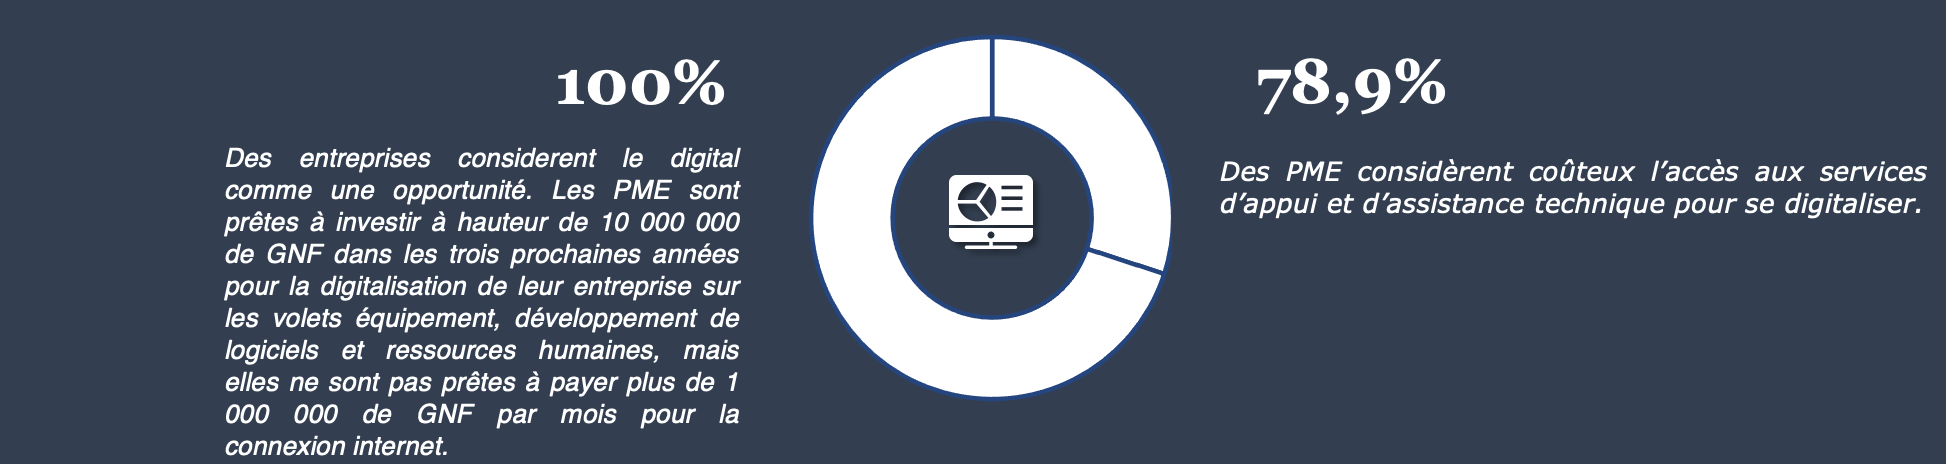 100%
Des entreprises considerent le digital
comme une opportunité. Les PME sont
prêtes à investir à hauteur de 10 000 000
de GNF dans les trois prochaines années
pour la digitalisation de leur entreprise sur
les volets équipement, développement de
logiciels et ressources humaines, mais
elles ne sont pas prêtes à payer plus de 1
000 000 de GNF par mois pour la
connexion internet.
78,9%
Des PME considèrent coûteux l’accès aux services
d’appui et d’assistance technique pour se digitaliser.